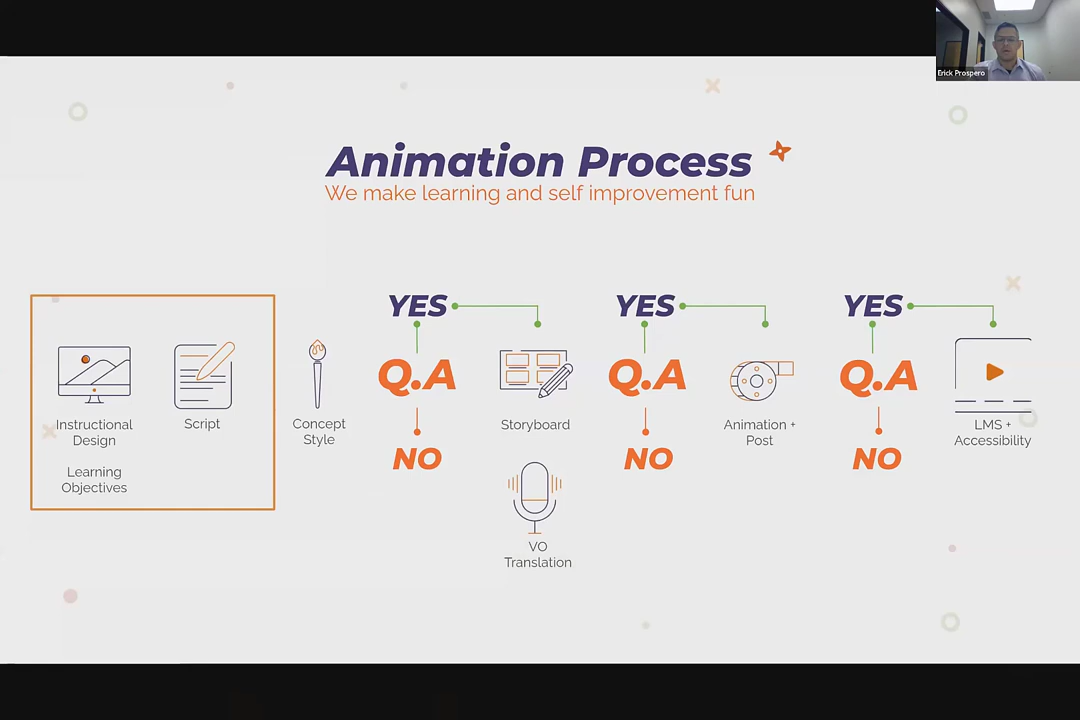 Erick Prospero
Animation Process
We make learning and self improvement fun
YES
YES
YES
Q.A
Q.A
Q.A
Instructional
Design
Script
Concept
Style
Storyboard
Animation +
Post
LMS +
Accessibility
NO
NO
NO
Learning
Objectives
VO
Translation